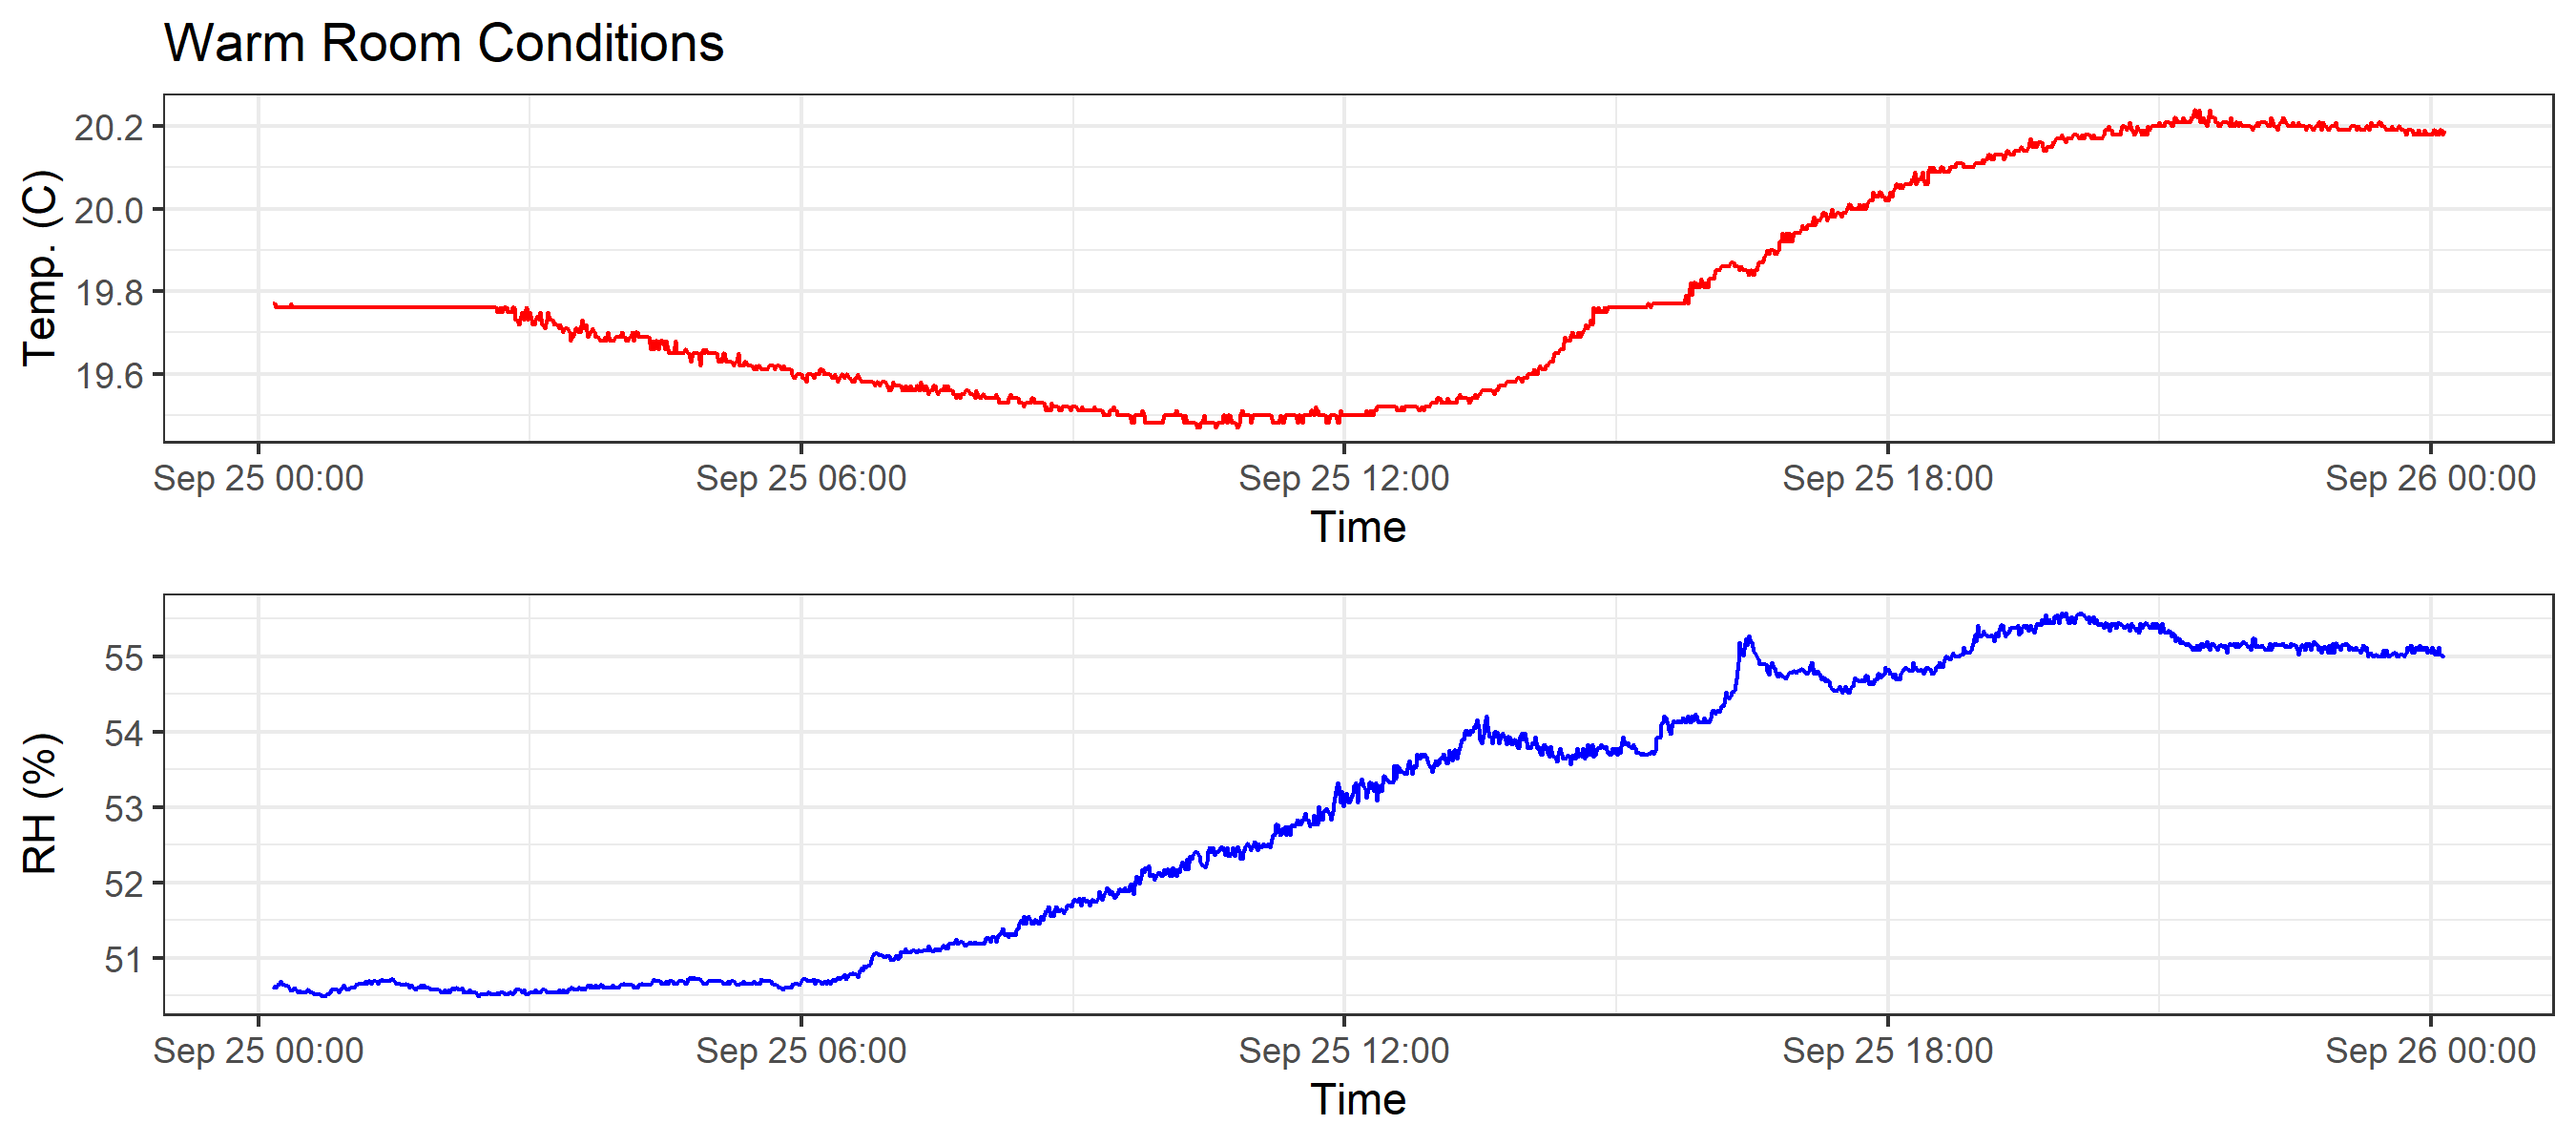 Warm Room Conditions
Temp. (C)
20.2
20.0
19.8
19.6
Sep 25 00:00 Sep 25 06:00 Sep 25 12:00 Sep 25 18:00 Sep 26 00:00
Time
RH (%)
55
54
53
52
51
Sep 25 00:00 Sep 25 06:00 Sep 25 12:00 Sep 25 18:00 Sep 26 00:00
Time